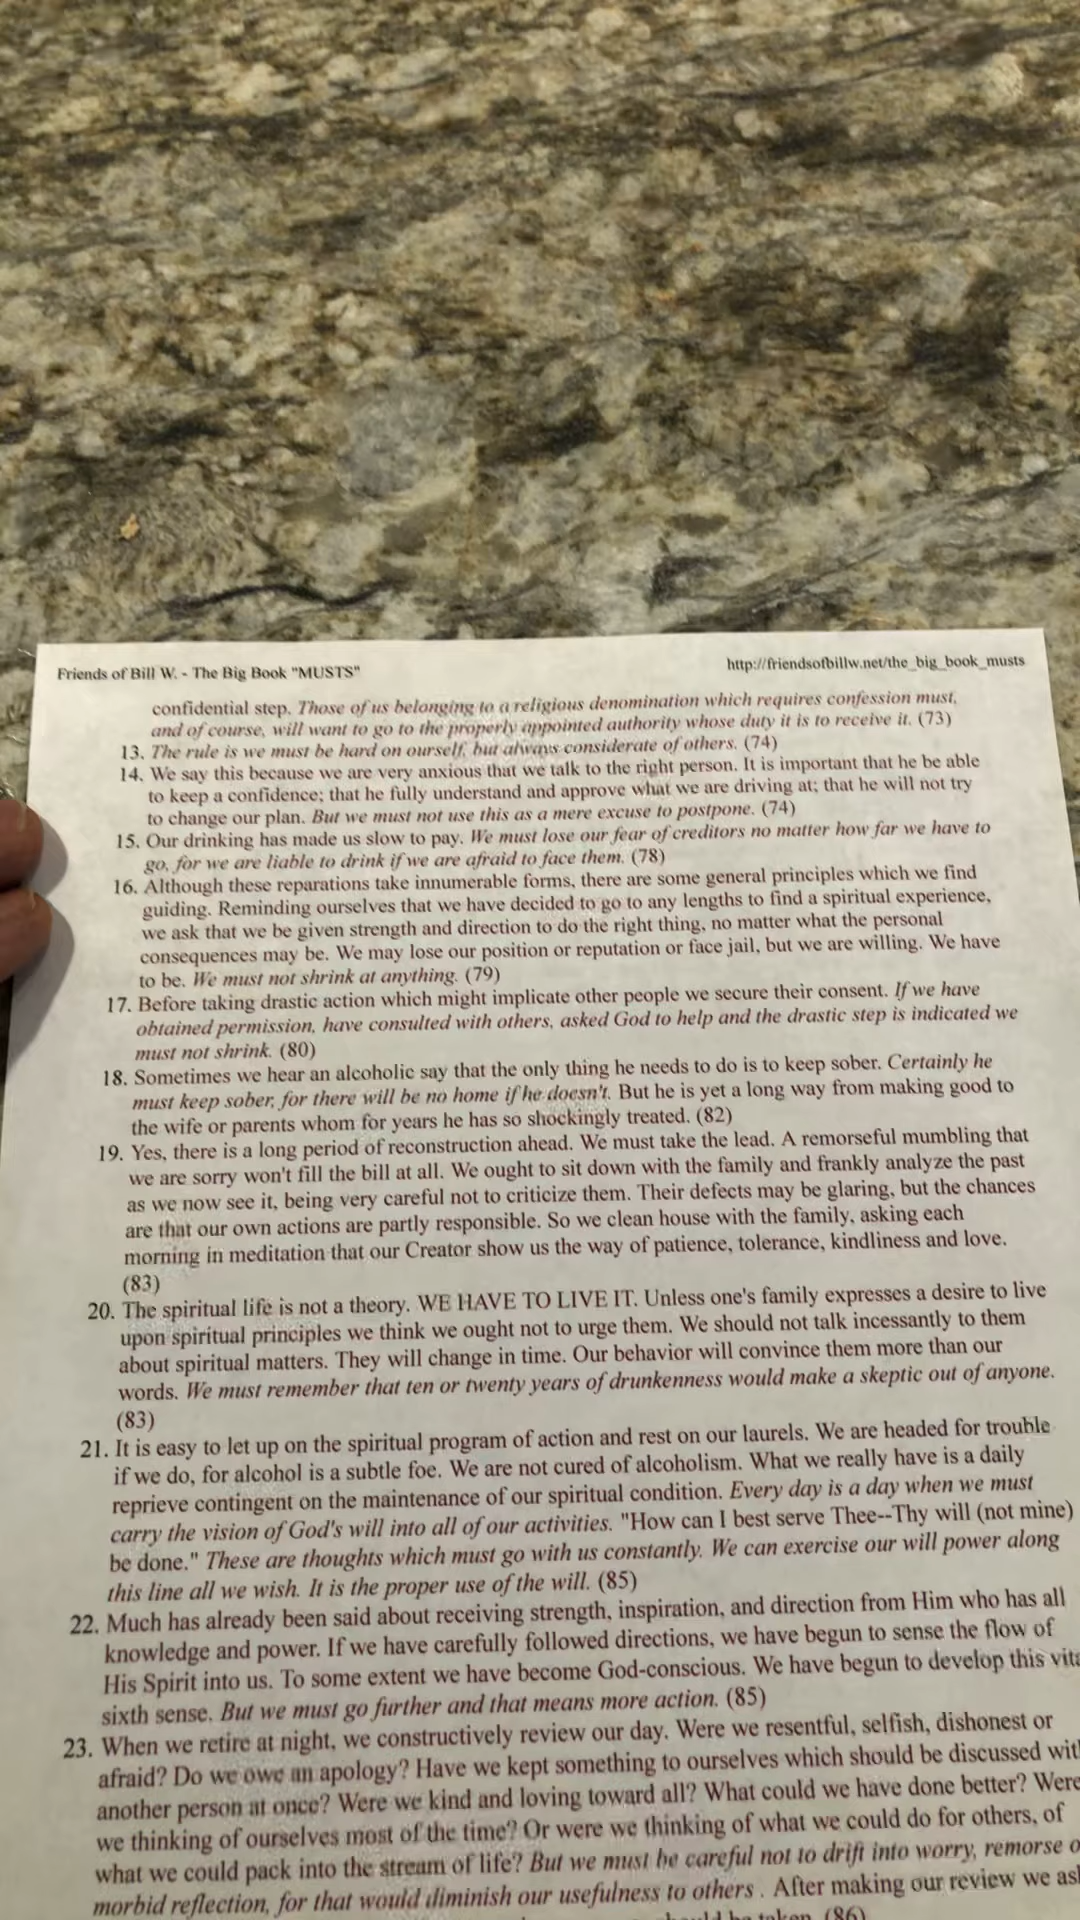 Friends of Bill W. - The Big Book "MUSTS"
http://friendsofbillw.net/the_big_book_musts
confidential step. Those of us belonging to a religious denomination which requires confession must,
and of course, will want to go to the properly appointed authority whose duty it is to receive it. (73)
13. The rule is we must be hard on ourself, but always considerate of others. (74)
14. We say this because we are very anxious that we talk to the right person. It is important that he be able
to keep a confidence; that he fully understand and approve what we are driving at; that he will not try
to change our plan. But we must not use this as a mere excuse to postpone. (74)
15. Our drinking has made us slow to pay. We must lose our fear of creditors no matter how far we have to
go, for we are liable to drink if we are afraid to face them. (78)
16. Although these reparations take innumerable forms, there are some general principles which we find
guiding. Reminding ourselves that we have decided to go to any lengths to find a spiritual experience,
we ask that we be given strength and direction to do the right thing, no matter what the personal
consequences may be. We may lose our position or reputation or face jail, but we are willing. We have
to be. We must not shrink at anything. (79)
17. Before taking drastic action which might implicate other people we secure their consent. If we have
obtained permission, have consulted with others, asked God to help and the drastic step is indicated we
must not shrink. (80)
18. Sometimes we hear an alcoholic say that the only thing he needs to do is to keep sober. Certainly he
must keep sober, for there will be no home if he doesn't. But he is yet a long way from making good to
the wife or parents whom for years he has so shockingly treated. (82)
19. Yes, there is a long period of reconstruction ahead. We must take the lead. A remorseful mumbling that
we are sorry won't fill the bill at all. We ought to sit down with the family and frankly analyze the past
as we now see it, being very careful not to criticize them. Their defects may be glaring, but the chances
are that our own actions are partly responsible. So we clean house with the family, asking each
morning in meditation that our Creator show us the way of patience, tolerance, kindliness and love.
(83)
20. The spiritual life is not a theory. WE HAVE TO LIVE IT. Unless one's family expresses a desire to live
upon spiritual principles we think we ought not to urge them. We should not talk incessantly to them
about spiritual matters. They will change in time. Our behavior will convince them more than our
words. We must remember that ten or twenty years of drunkenness would make a skeptic out of anyone.
(83)
21. It is easy to let up on the spiritual program of action and rest on our laurels. We are headed for trouble
if we do, for alcohol is a subtle foe. We are not cured of alcoholism. What we really have is a daily
reprieve contingent on the maintenance of our spiritual condition. Every day is a day when we must
carry the vision of God's will into all of our activities. "How can I best serve Thee--Thy will (not mine)
be done." These are thoughts which must go with us constantly. We can exercise our will power along
this line all we wish. It is the proper use of the will. (85)
22. Much has already been said about receiving strength, inspiration, and direction from Him who has all
knowledge and power. If we have carefully followed directions, we have begun to sense the flow of
His Spirit into us. To some extent we have become God-conscious. We have begun to develop this
sixth sense. But we must go further and that means more action. (85)
23. When we retire at night, we constructively review our day. Were we resentful, selfish, dishonest or
afraid? Do we owe an apology? Have we kept something to ourselves which should be discussed
another person at once? Were we kind and loving toward all? What could we have done better? Were
we thinking of ourselves most of the time? Or were we thinking of what we could do for others, of
what we could pack into the stream of life? But we must be careful not to drift into worry, remorse
morbid reflection, for that would diminish our usefulness to others . After making our review we
be taken. (86)